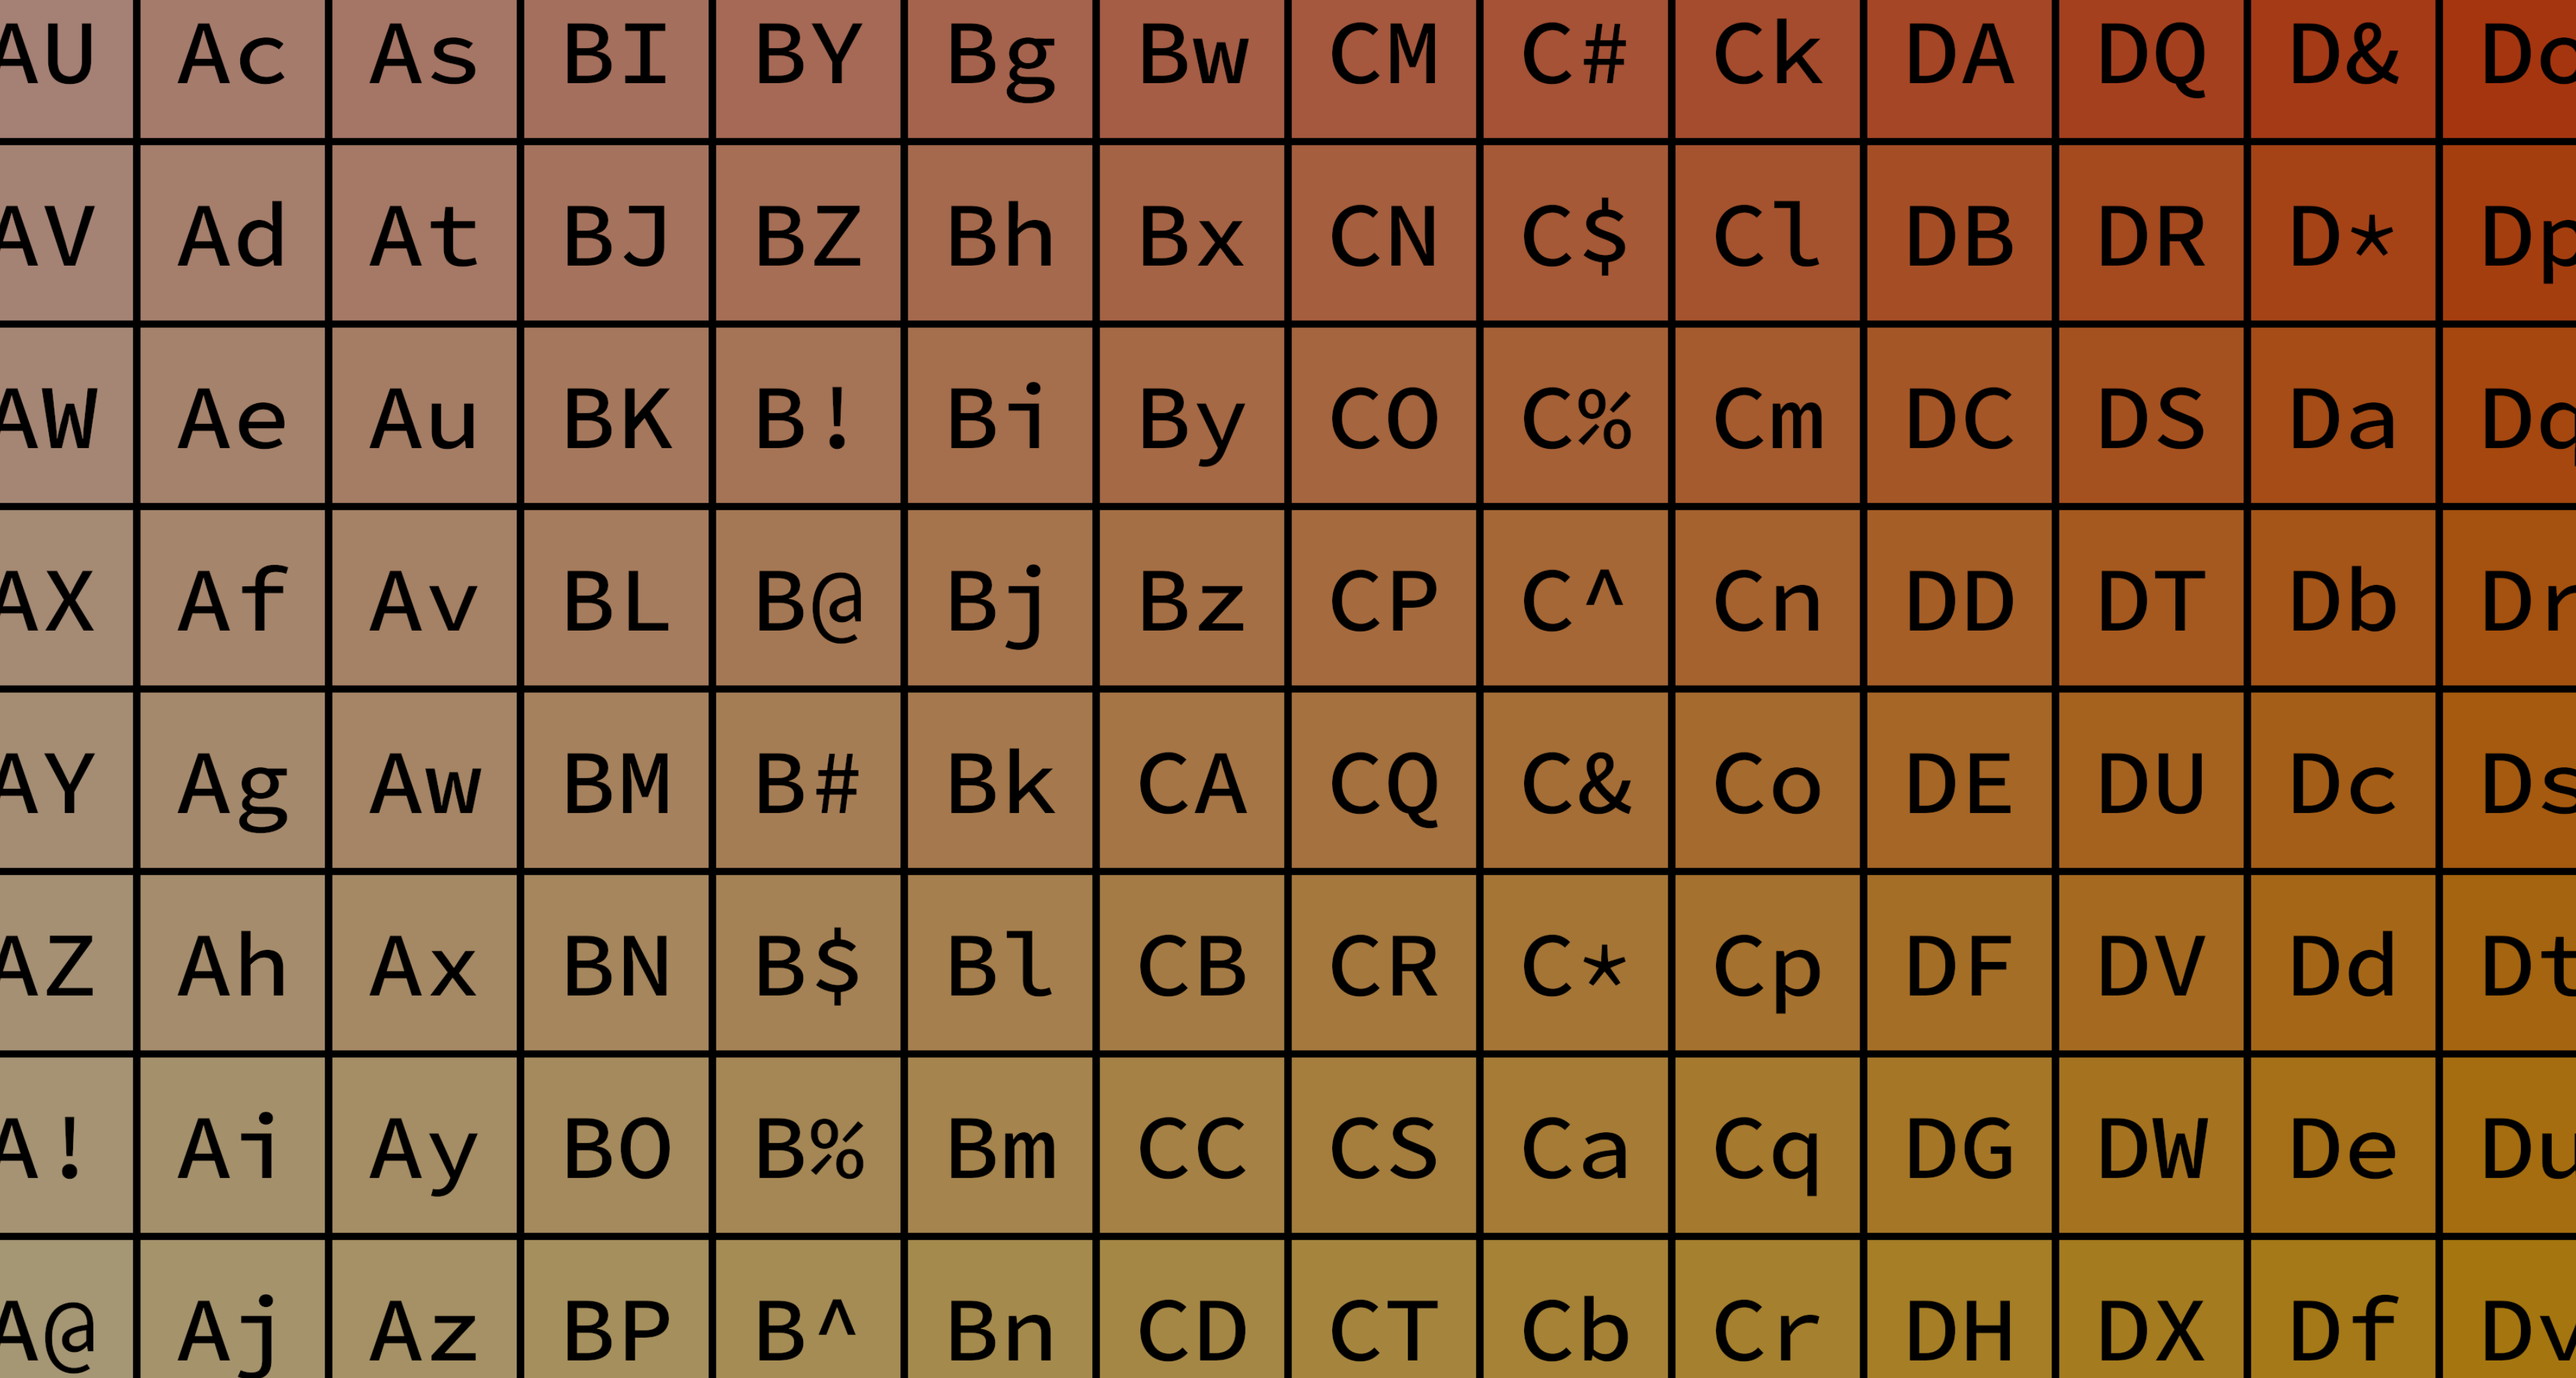 AU Ac As BI BY Bg Bw CM C# Ck DA DQ D& Do
AV Ad At BJ BZ Bh Bx CN C$ Cl DB DR D* Dp
AW Ae Au BK B! Bi By CO C% Cm DC DS Da Dq
AX Af Av BL B@ Bj Bz CP C^ Cn DD DT Db Dr
AY Ag Aw BM B# Bk CA CQ C& Co DE DU Dc Ds
AZ Ah Ax BN B$ Bl CB CR C* Cp DF DV Dd Dt
A! Ai Ay BO B% Bm CC CS Ca Cq DG DW De Du
A@ Aj Az BP B^ Bn CD CT Cb Cr DH DX Df Dv